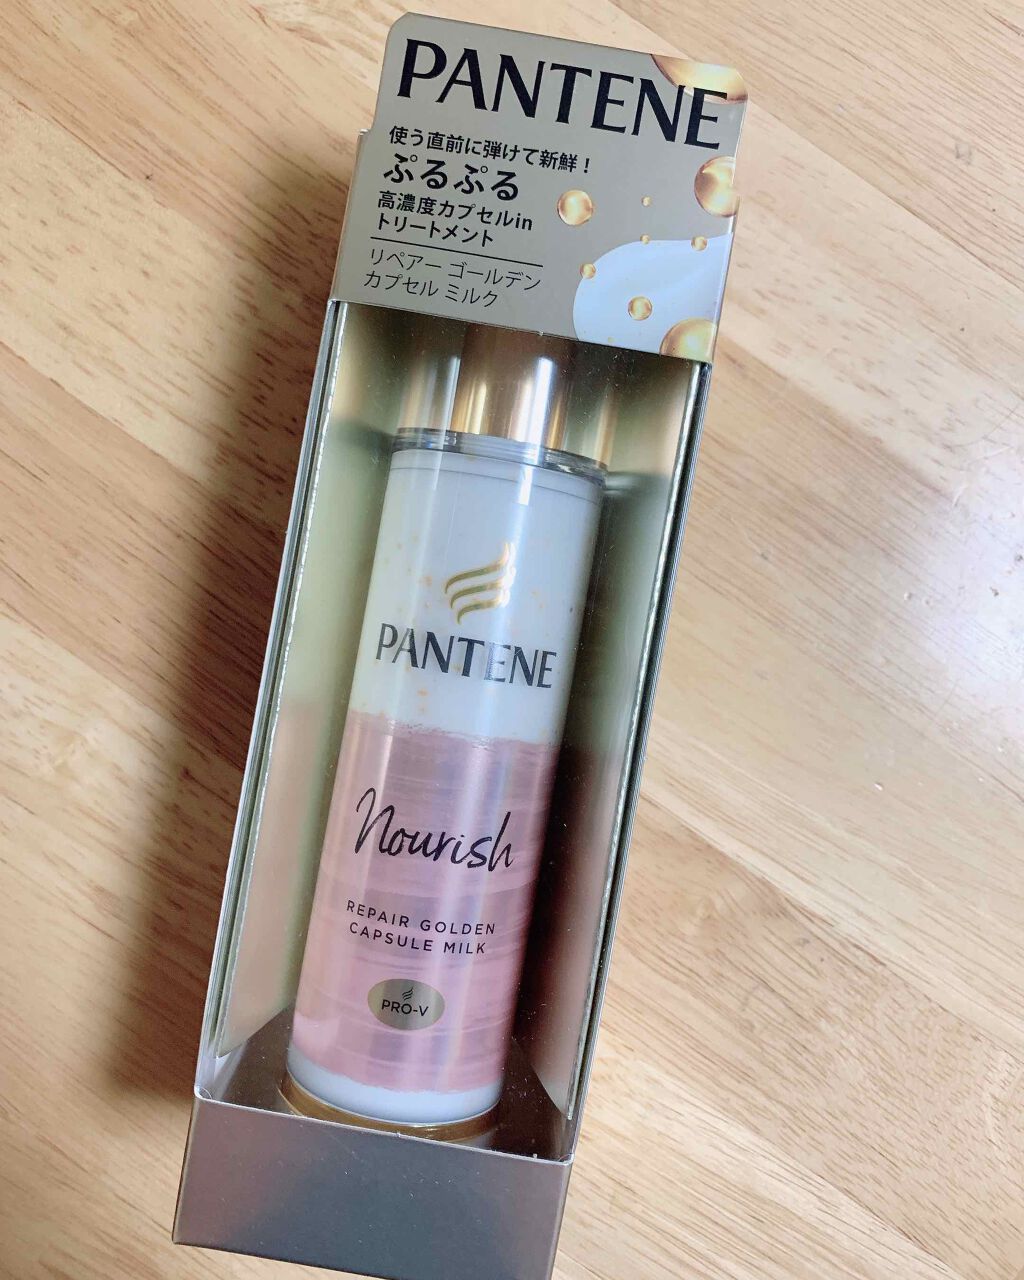 PANTENE
使う直前に弾けて新鮮！
ぷるぷる
高濃度カプセルin
トリートメント
リペアー ゴールデン
カプセル ミルク
PANTENE
Nourish
REPAIR GOLDEN
CAPSULE MILK
PRO-V